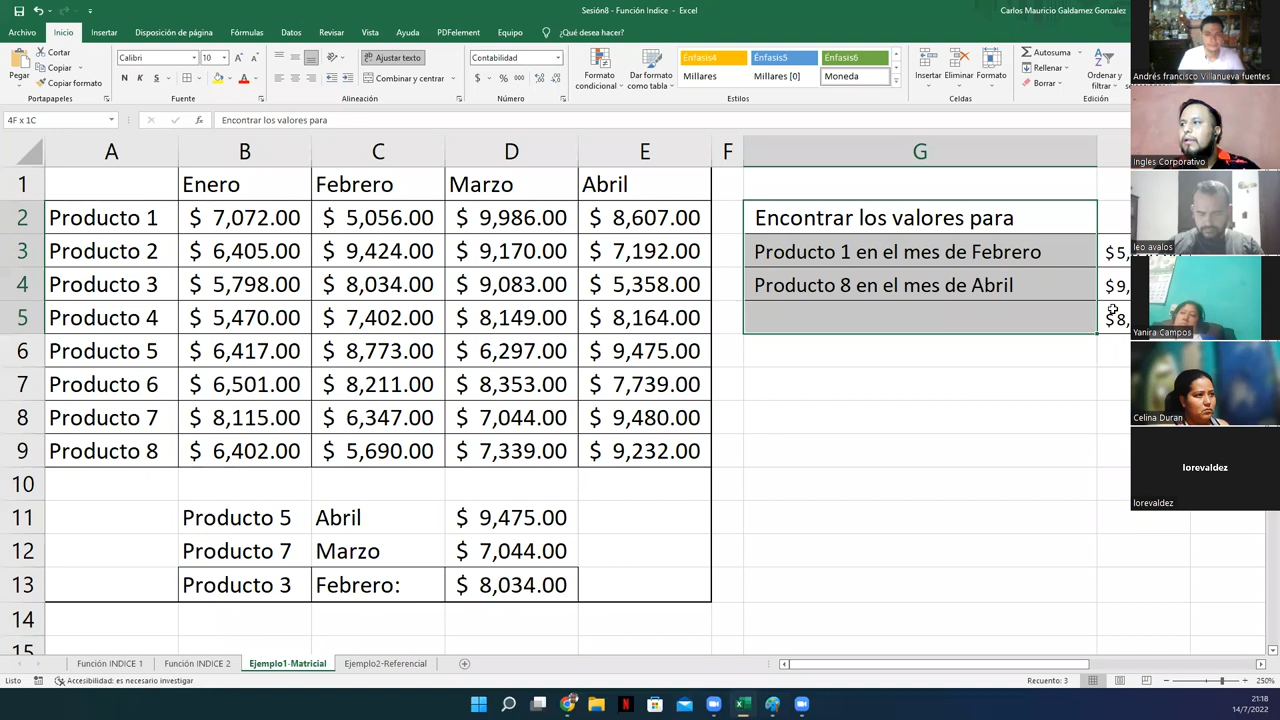 Sesión8 - Función Indice - Excel
Carlos Mauricio Galdamez Gonzalez
Archivo Inicio Insertar Disposición de página Fórmulas Datos Revisar Vista Ayuda PDFelement Equipo ¿Qué desea hacer?
Pegar
Cortar
Copiar
Copiar formato
Portapapeles
Calibri 10
N K S
Fuente
Ajustar texto
Combinar y centrar
Alineación
Contabilidad
$ % 000
Número
Formato condicional
Dar formato como tabla
Énfasis4 Énfasis5 Énfasis6
Millares Millares [0] Moneda
Estilos
Insertar Eliminar Formato
Celdas
Autosuma
Rellenar
Borrar
Ordenar y filtrar
Edición
4F x 1C
fx
Encontrar los valores para
A B C D E F G
1 Enero Febrero Marzo Abril
2 Producto 1 $ 7,072.00 $ 5,056.00 $ 9,986.00 $ 8,607.00 Encontrar los valores para
3 Producto 2 $ 6,405.00 $ 9,424.00 $ 9,170.00 $ 7,192.00 Producto 1 en el mes de Febrero $5,
4 Producto 3 $ 5,798.00 $ 8,034.00 $ 9,083.00 $ 5,358.00 Producto 8 en el mes de Abril $9,
5 Producto 4 $ 5,470.00 $ 7,402.00 $ 8,149.00 $ 8,164.00 $8,
6 Producto 5 $ 6,417.00 $ 8,773.00 $ 6,297.00 $ 9,475.00
7 Producto 6 $ 6,501.00 $ 8,211.00 $ 8,353.00 $ 7,739.00
8 Producto 7 $ 8,115.00 $ 6,347.00 $ 7,044.00 $ 9,480.00
9 Producto 8 $ 6,402.00 $ 5,690.00 $ 7,339.00 $ 9,232.00
10
11 Producto 5 Abril $ 9,475.00
12 Producto 7 Marzo $ 7,044.00
13 Producto 3 Febrero: $ 8,034.00
14
15
Andrés francisco Villanueva fuentes
Ingles Corporativo
leo avalos
Yanira Campos
Celina Duran
lorevaldez
lorevaldez
Función INDICE 1 Función INDICE 2 Ejemplo1-Matricial Ejemplo2-Referencial
Listo Accesibilidad: es necesario investigar Recuento: 3 250%
21:18
14/7/2022